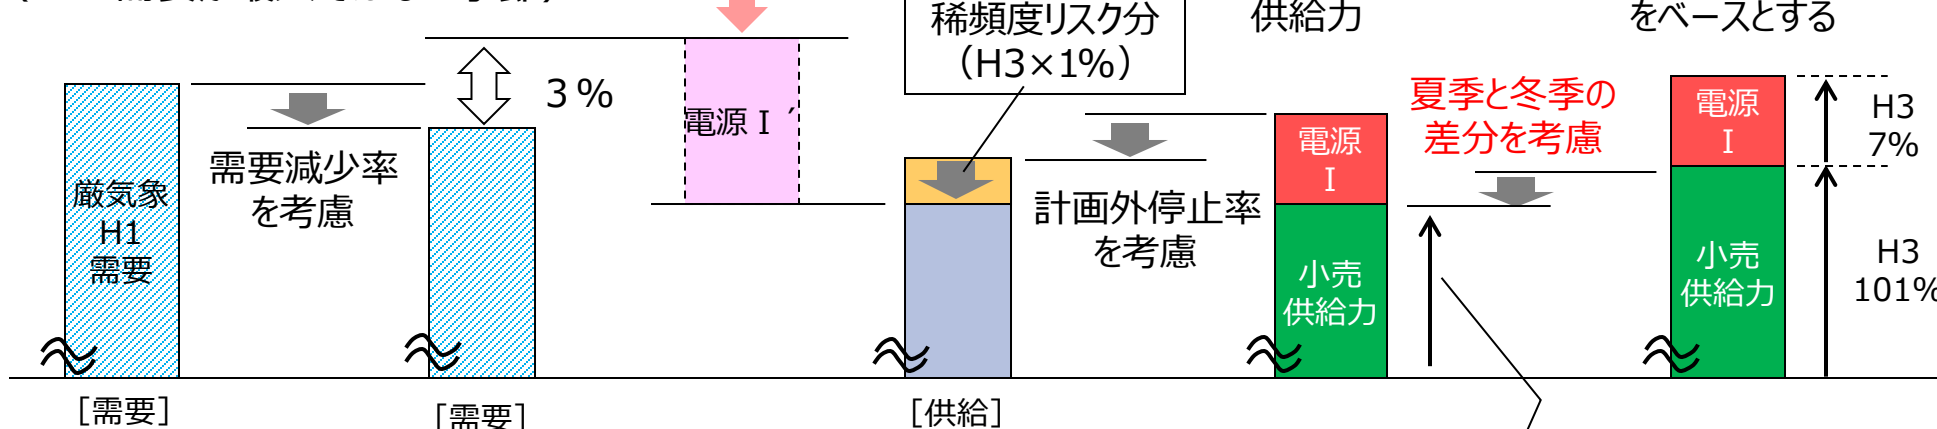 稀頻度リスク分
（H3×1%）
供給力
をベースとする
３％
電源Ⅰ´
厳気象
H1
需要
需要減少率
を考慮
計画外停止率
を考慮
電源
Ⅰ
小売
供給力
夏季と冬季の
差分を考慮
電源
Ⅰ
小売
供給力
H3
7%
H3
101%
［需要］
［需要］
［供給］